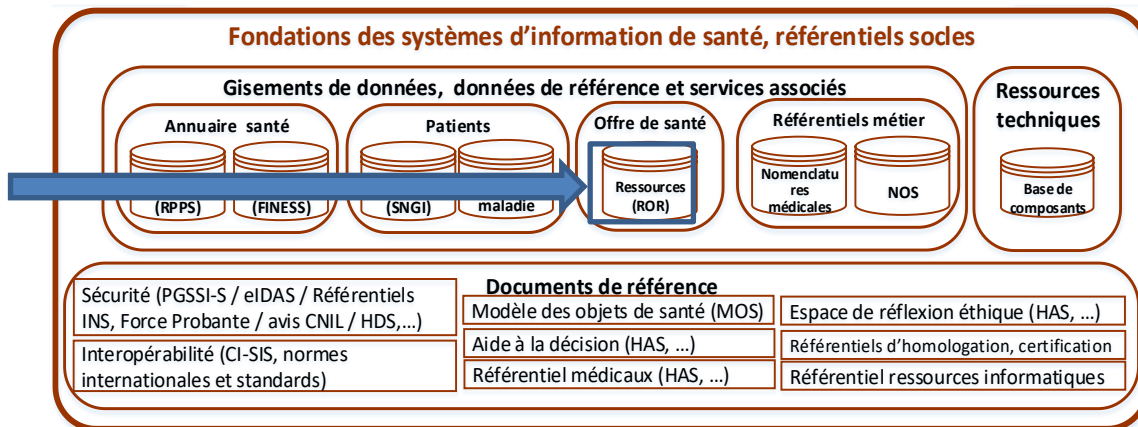 Fondations des systèmes d'information de santé, référentiels socles
Gisements de données, données de référence et services associés
Annuaire santé
(RPPS)
(FINESS)
Patients
(SNGI)
maladie
Offre de santé
Ressources
(ROR)
Référentiels métier
Nomenclatu
res
médicales
NOS
Ressources
techniques
Base de
composants
Documents de référence
Sécurité (PGSSI-S / eIDAS / Référentiels
INS, Force Probante / avis CNIL / HDS,...)
Interopérabilité (CI-SIS, normes
internationales et standards)
Modèle des objets de santé (MOS)
Aide à la décision (HAS, ...)
Référentiel médicaux (HAS, ...)
Espace de réflexion éthique (HAS, ...)
Référentiels d'homologation, certification
Référentiel ressources informatiques